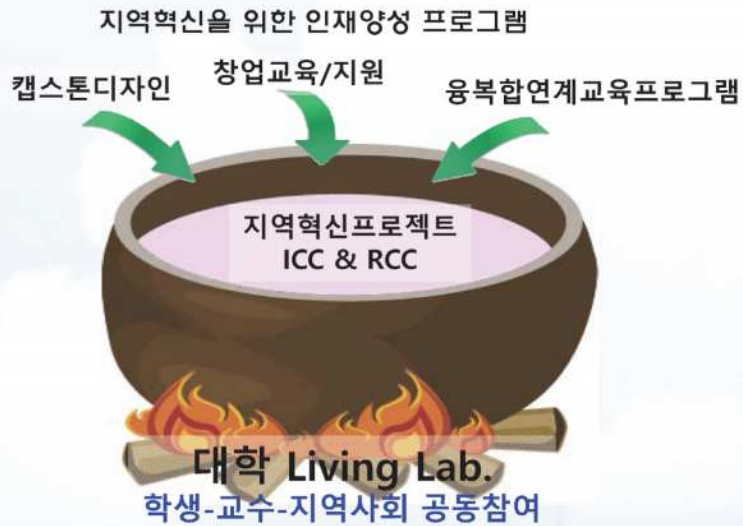 지역혁신을 위한 인재양성 프로그램
캡스톤디자인
창업교육/지원
융복합연계교육프로그램
지역혁신프로젝트
ICC & RCC
대학 Living Lab.
학생-교수-지역사회 공동참여